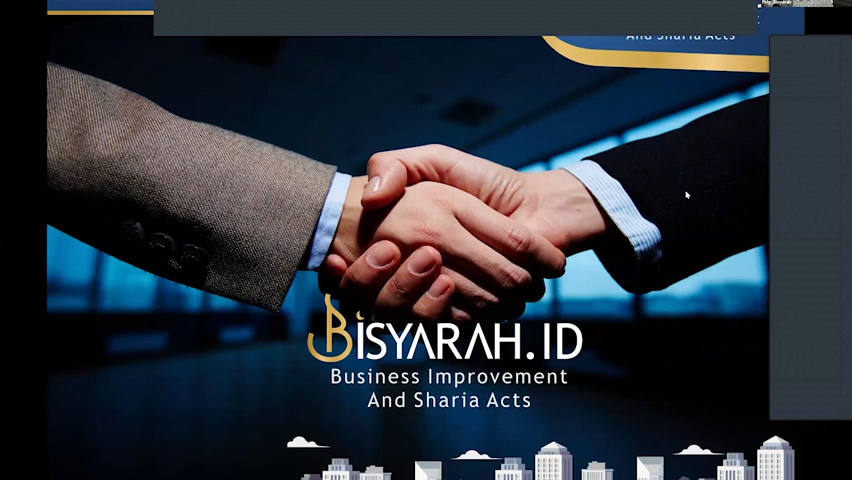 And Sharia Acts
BISYARAH.ID
Business Improvement
And Sharia Acts